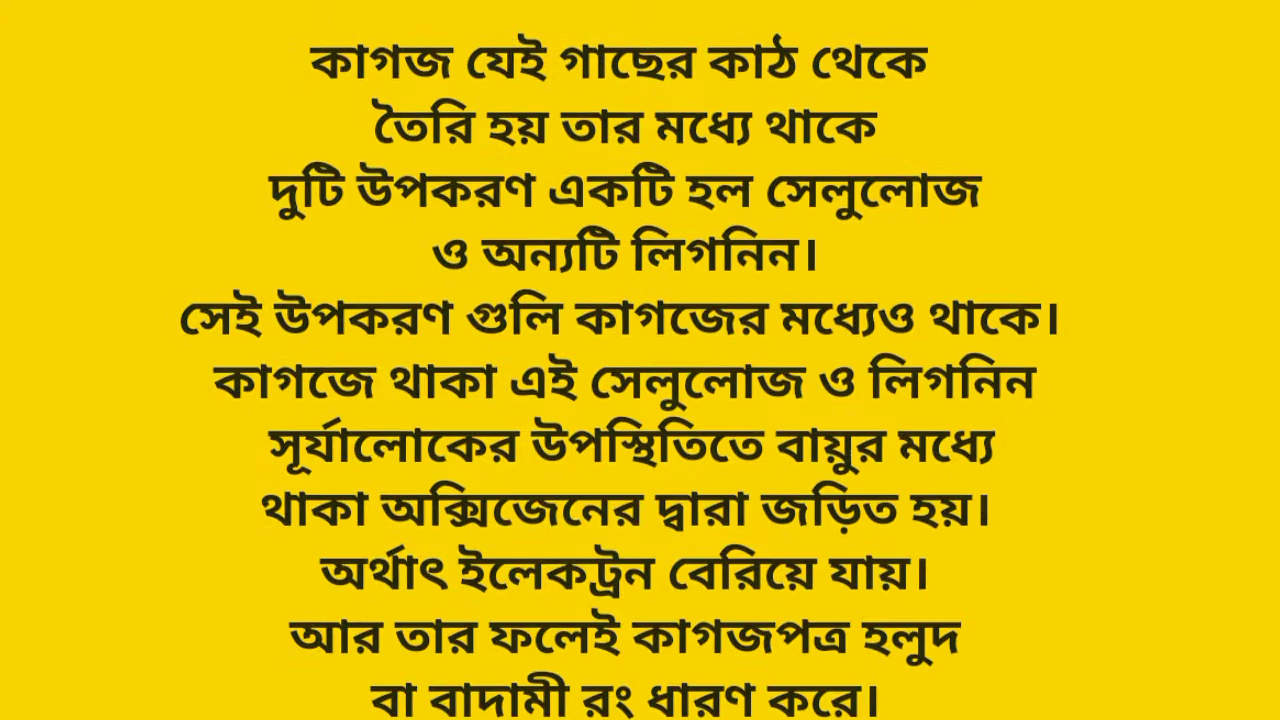 কাগজ যেই গাছের কাঠ থেকে
তৈরি হয় তার মধ্যে থাকে
দুটি উপকরণ একটি হল সেলুলোজ
ও অন্যটি লিগনিন।
সেই উপকরণ গুলি কাগজের মধ্যেও থাকে।
কাগজে থাকা এই সেলুলোজ ও লিগনিন
সূর্যালোকের উপস্থিতিতে বায়ুর মধ্যে
থাকা অক্সিজেনের দ্বারা জড়িত হয়।
অর্থাৎ ইলেকট্রন বেরিয়ে যায়।
আর তার ফলেই কাগজপত্র হলুদ
বা বাদামী রং ধারণ করে।